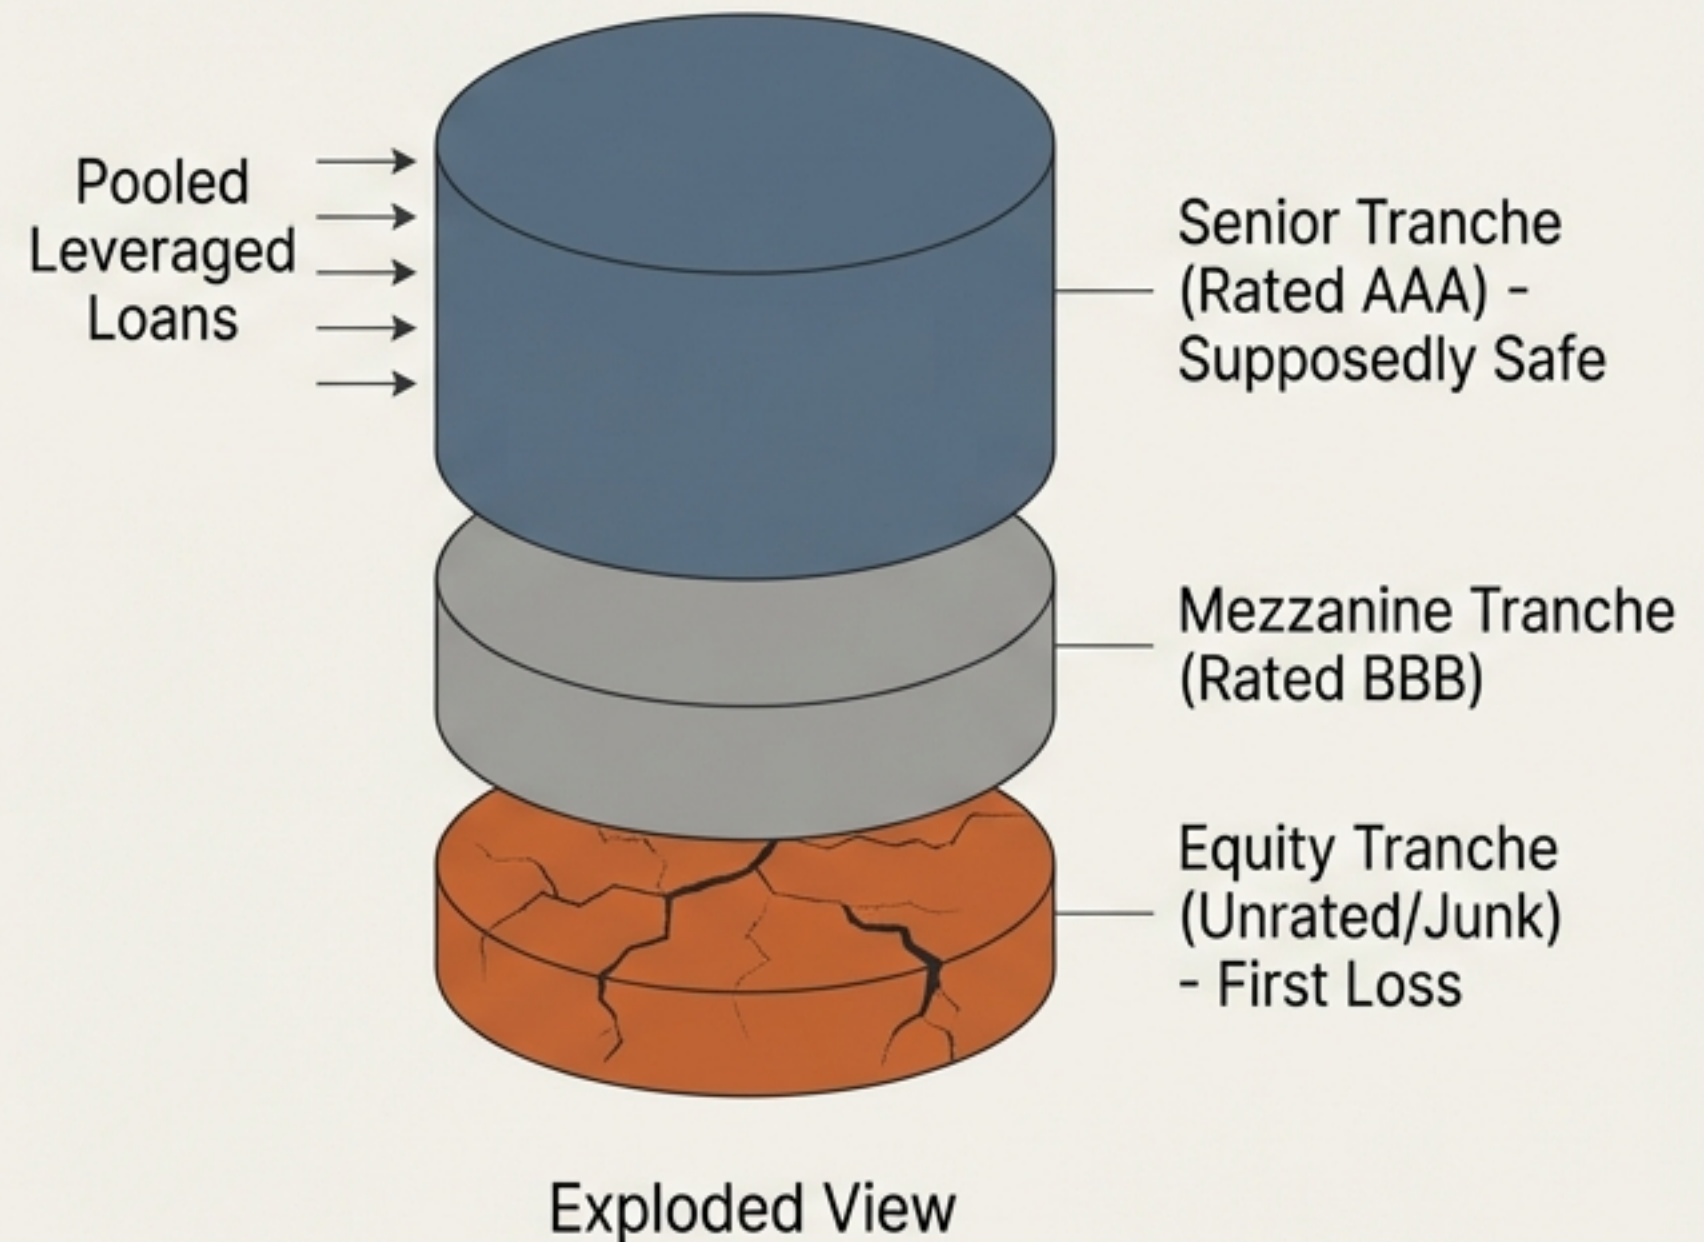 Pooled
Leveraged
Loans
Senior Tranche
(Rated AAA) -
Supposedly Safe
Mezzanine Tranche
(Rated BBB)
Equity Tranche
(Unrated/Junk)
- First Loss
Exploded View